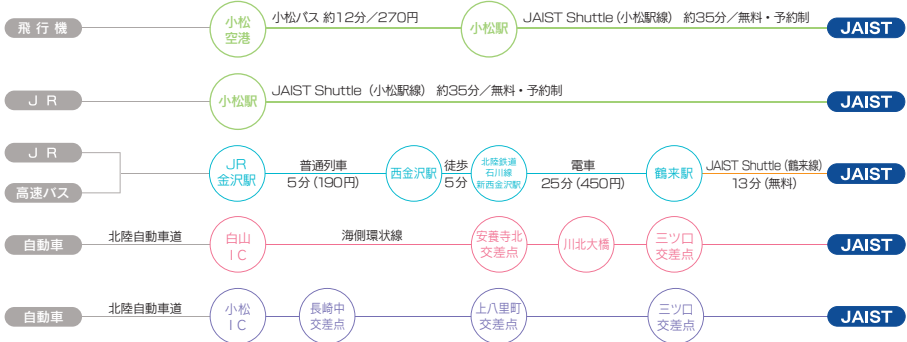 飛行機
小松
空港
小松バス 約12分／270円
小松駅
JAIST Shuttle（小松駅線） 約35分／無料・予約制
JAIST
JR
小松駅
JAIST Shuttle（小松駅線） 約35分／無料・予約制
JAIST
JR
高速バス
JR
金沢駅
普通列車
5分（190円）
西金沢駅
徒歩
5分
北陸鉄道
石川線
新西金沢駅
電車
25分（450円）
鶴来駅
JAIST Shuttle（鶴来線）
13分（無料）
JAIST
自動車
北陸自動車道
白山
IC
海側環状線
安養寺北
交差点
川北大橋
三ツ口
交差点
JAIST
自動車
北陸自動車道
小松
IC
長崎中
交差点
上八里町
交差点
三ツ口
交差点
JAIST